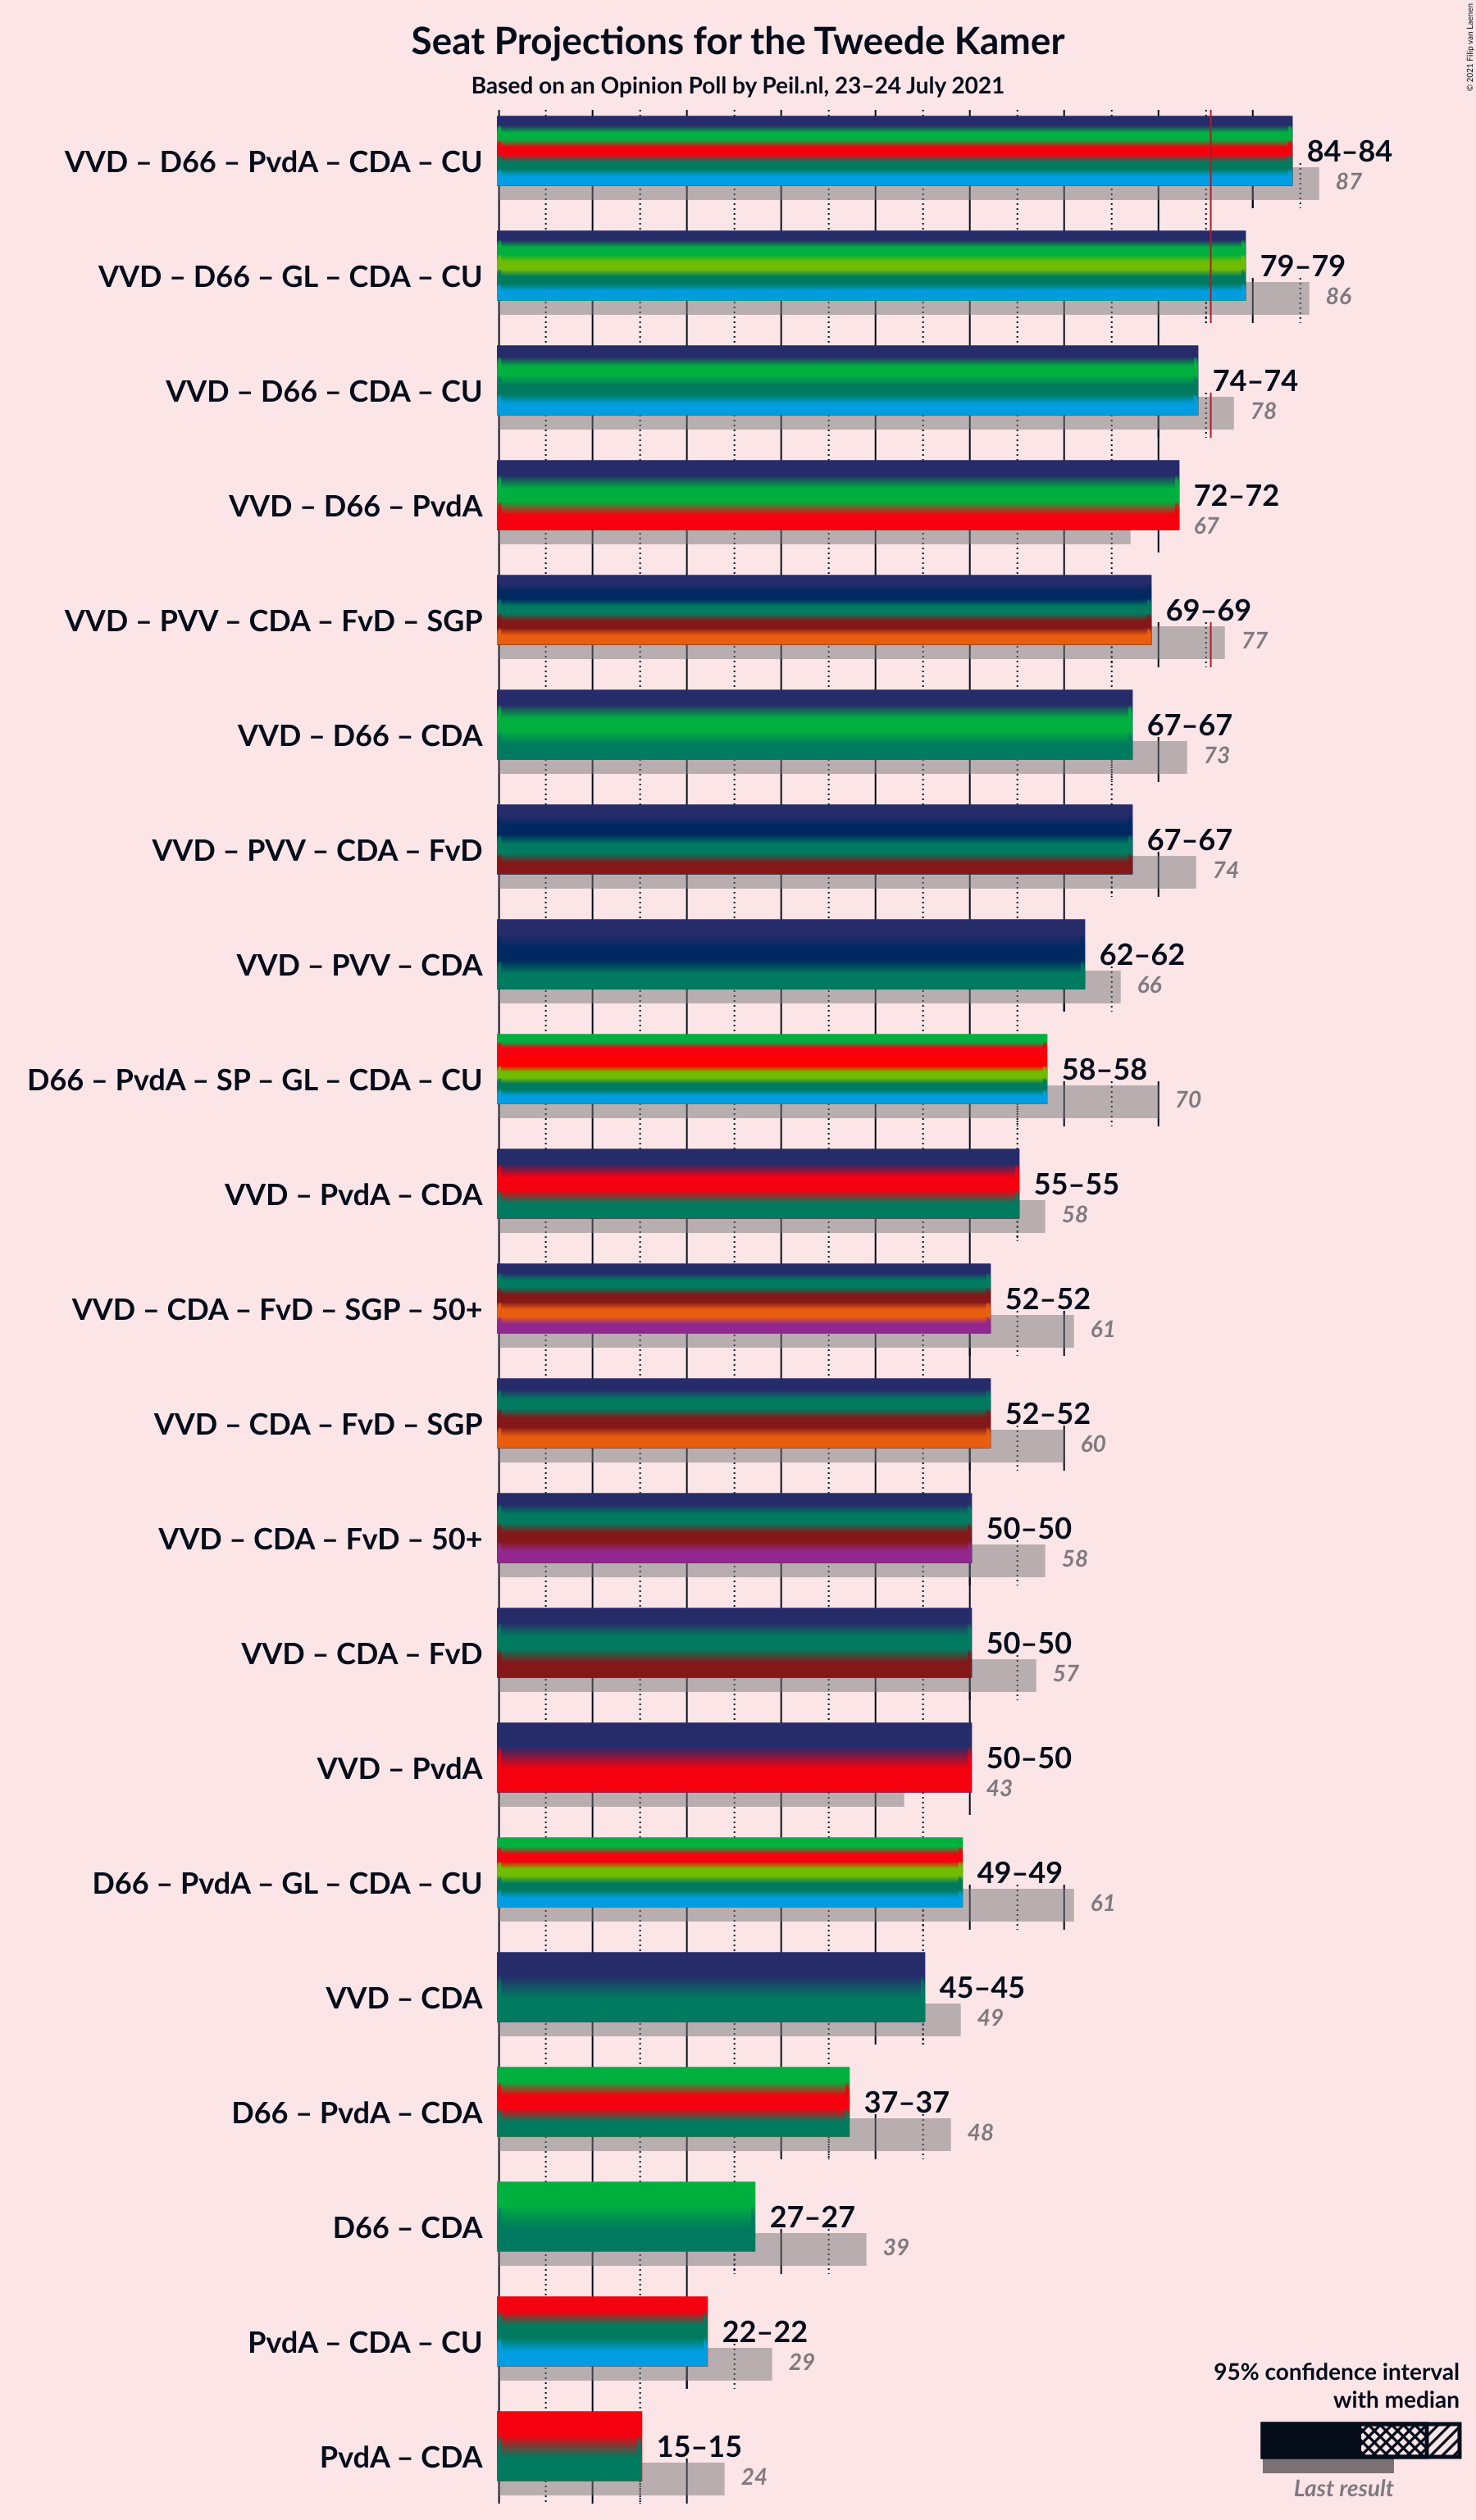 Seat Projections for the Tweede Kamer
Based on an Opinion Poll by Peil.nl, 23–24 July 2021
© 2021 Filip van Laenen
VVD – D66 – PvdA – CDA – CU
84–84
87
VVD – D66 – GL – CDA – CU
79–79
86
VVD – D66 – CDA – CU
74–74
78
VVD – D66 – PvdA
72–72
67
VVD – PVV – CDA – FvD – SGP
69–69
77
VVD – D66 – CDA
67–67
73
VVD – PVV – CDA – FvD
67–67
74
VVD – PVV – CDA
62–62
66
D66 – PvdA – SP – GL – CDA – CU
58–58
70
VVD – PvdA – CDA
55–55
58
VVD – CDA – FvD – SGP – 50+
52–52
61
VVD – CDA – FvD – SGP
52–52
60
VVD – CDA – FvD – 50+
50–50
58
VVD – CDA – FvD
50–50
57
VVD – PvdA
50–50
43
D66 – PvdA – GL – CDA – CU
49–49
61
VVD – CDA
45–45
49
D66 – PvdA – CDA
37–37
48
D66 – CDA
27–27
39
PvdA – CDA – CU
22–22
29
PvdA – CDA
15–15
24
95% confidence interval
with median
Last result